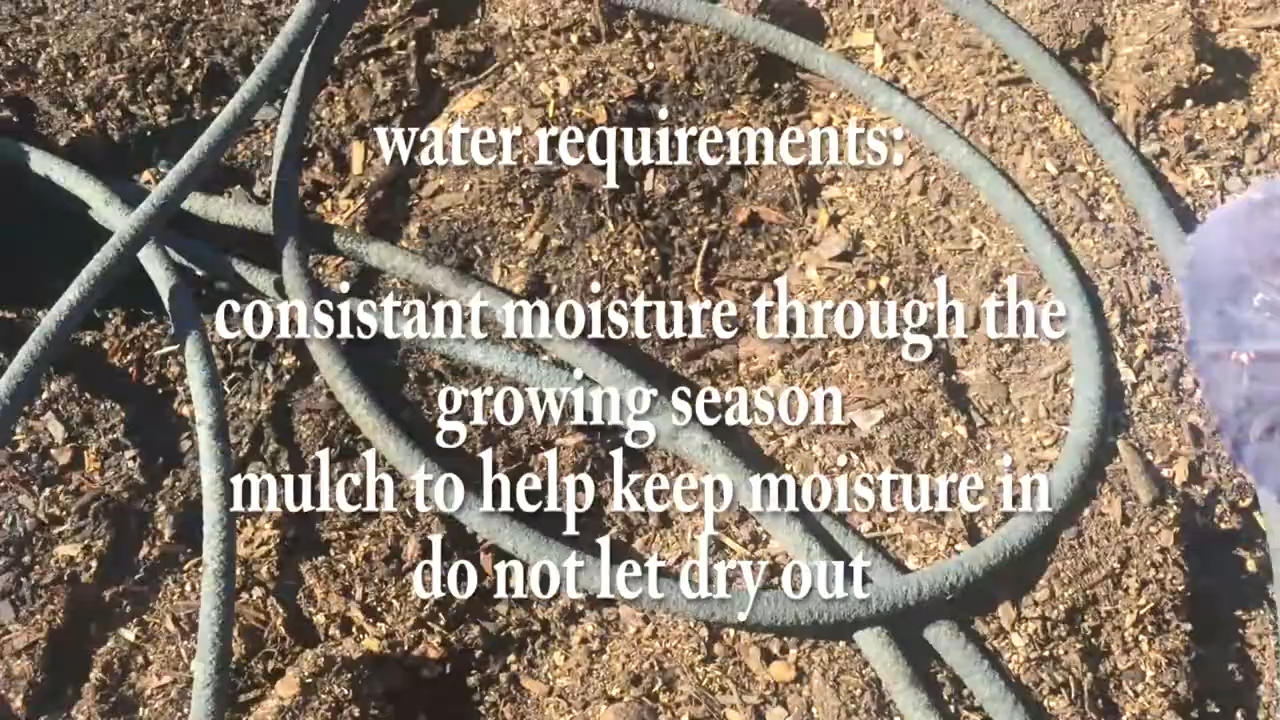 water requirements:
consistant moisture through the
growing season
mulch to help keep moisture in
do not let dry out